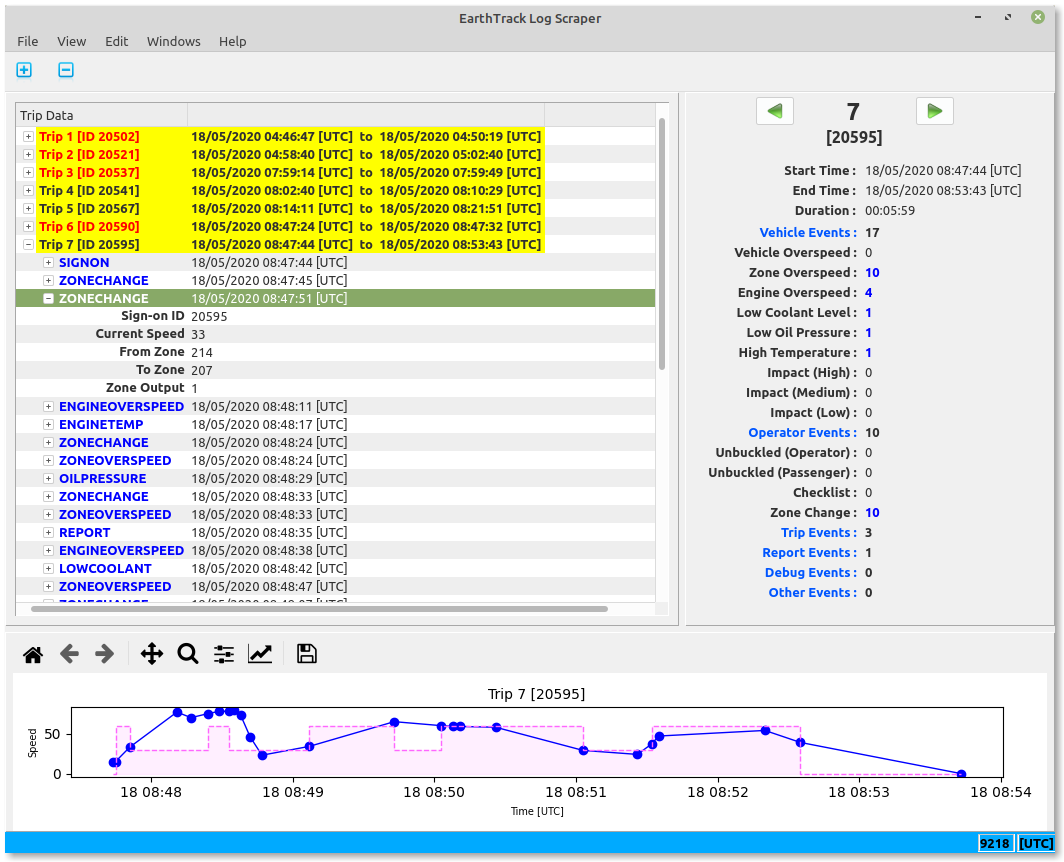 EarthTrack Log Scraper
File View Edit Windows Help
Trip Data
Trip 1 [ID 20502] 18/05/2020 04:46:47 [UTC] to 18/05/2020 04:50:19 [UTC]
Trip 2 [ID 20521] 18/05/2020 04:58:40 [UTC] to 18/05/2020 05:02:40 [UTC]
Trip 3 [ID 20537] 18/05/2020 07:59:14 [UTC] to 18/05/2020 07:59:49 [UTC]
Trip 4 [ID 20541] 18/05/2020 08:02:40 [UTC] to 18/05/2020 08:10:29 [UTC]
Trip 5 [ID 20567] 18/05/2020 08:14:11 [UTC] to 18/05/2020 08:21:51 [UTC]
Trip 6 [ID 20590] 18/05/2020 08:47:24 [UTC] to 18/05/2020 08:47:32 [UTC]
Trip 7 [ID 20595] 18/05/2020 08:47:44 [UTC] to 18/05/2020 08:53:43 [UTC]
SIGNON 18/05/2020 08:47:44 [UTC]
ZONECHANGE 18/05/2020 08:47:45 [UTC]
ZONECHANGE 18/05/2020 08:47:51 [UTC]
Sign-on ID 20595
Current Speed 33
From Zone 214
To Zone 207
Zone Output 1
ENGINEOVERSPEED 18/05/2020 08:48:11 [UTC]
ENGINETEMP 18/05/2020 08:48:17 [UTC]
ZONECHANGE 18/05/2020 08:48:24 [UTC]
ZONEOVERSPEED 18/05/2020 08:48:24 [UTC]
OILPRESSURE 18/05/2020 08:48:29 [UTC]
ZONECHANGE 18/05/2020 08:48:33 [UTC]
ZONEOVERSPEED 18/05/2020 08:48:33 [UTC]
REPORT 18/05/2020 08:48:35 [UTC]
ENGINEOVERSPEED 18/05/2020 08:48:38 [UTC]
LOWCOOLANT 18/05/2020 08:48:42 [UTC]
ZONEOVERSPEED 18/05/2020 08:48:47 [UTC]
7
[20595]
Start Time : 18/05/2020 08:47:44 [UTC]
End Time : 18/05/2020 08:53:43 [UTC]
Duration : 00:05:59
Vehicle Events : 17
Vehicle Overspeed : 0
Zone Overspeed : 10
Engine Overspeed : 4
Low Coolant Level : 1
Low Oil Pressure : 1
High Temperature : 1
Impact (High) : 0
Impact (Medium) : 0
Impact (Low) : 0
Operator Events : 10
Unbuckled (Operator) : 0
Unbuckled (Passenger) : 0
Checklist : 0
Zone Change : 10
Trip Events : 3
Report Events : 1
Debug Events : 0
Other Events : 0
Trip 7 [20595]
Speed
50
0
18 08:48 18 08:49 18 08:50 18 08:51 18 08:52 18 08:53 18 08:54
Time [UTC]
9218 [UTC]